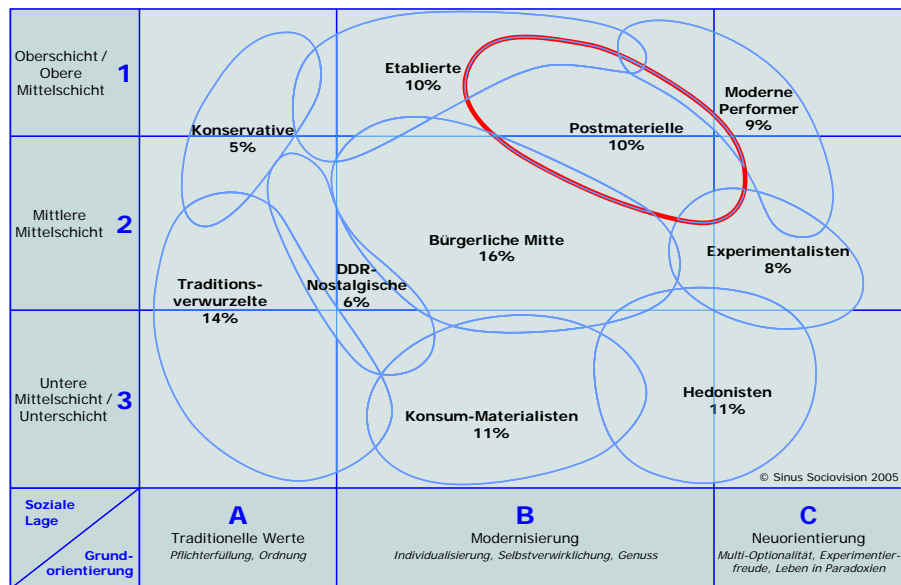 Oberschicht /
Obere
Mittelschicht
1
Etablierte
10%
Konservative
5%
Postmaterielle
10%
Moderne
Performer
9%
Mittlere
Mittelschicht
2
Traditions-
verwurzelte
14%
DDR-
Nostalgische
6%
Bürgerliche Mitte
16%
Experimentalisten
8%
Untere
Mittelschicht /
Unterschicht
3
Konsum-Materialisten
11%
Hedonisten
11%
© Sinus Sociovision 2005
Soziale
Lage
Grund-
orientierung
A
Traditionelle Werte
Pflichterfüllung, Ordnung
B
Modernisierung
Individualisierung, Selbstverwirklichung, Genuss
C
Neuorientierung
Multi-Optionalität, Experimentier-
freude, Leben in Paradoxien